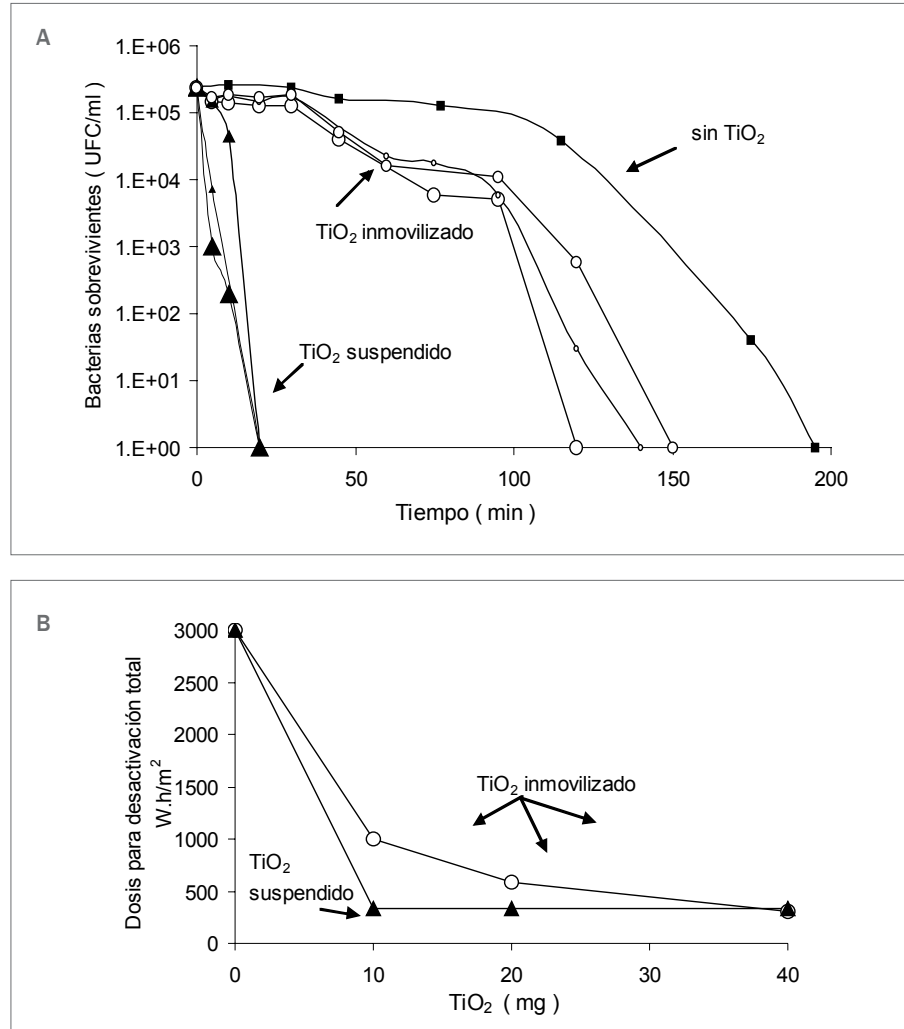 A
Bacterias sobrevivientes ( UFC/ml )
1.E+06
1.E+05
1.E+04
1.E+03
1.E+02
1.E+01
1.E+00
sin TiO₂
TiO₂ inmovilizado
TiO₂ suspendido
0
50
100
150
200
Tiempo ( min )
B
Dosis para desactivación total
W.h/m²
3000
2500
2000
1500
1000
500
0
TiO₂ inmovilizado
TiO₂
suspendido
0
10
20
30
40
TiO₂ ( mg )